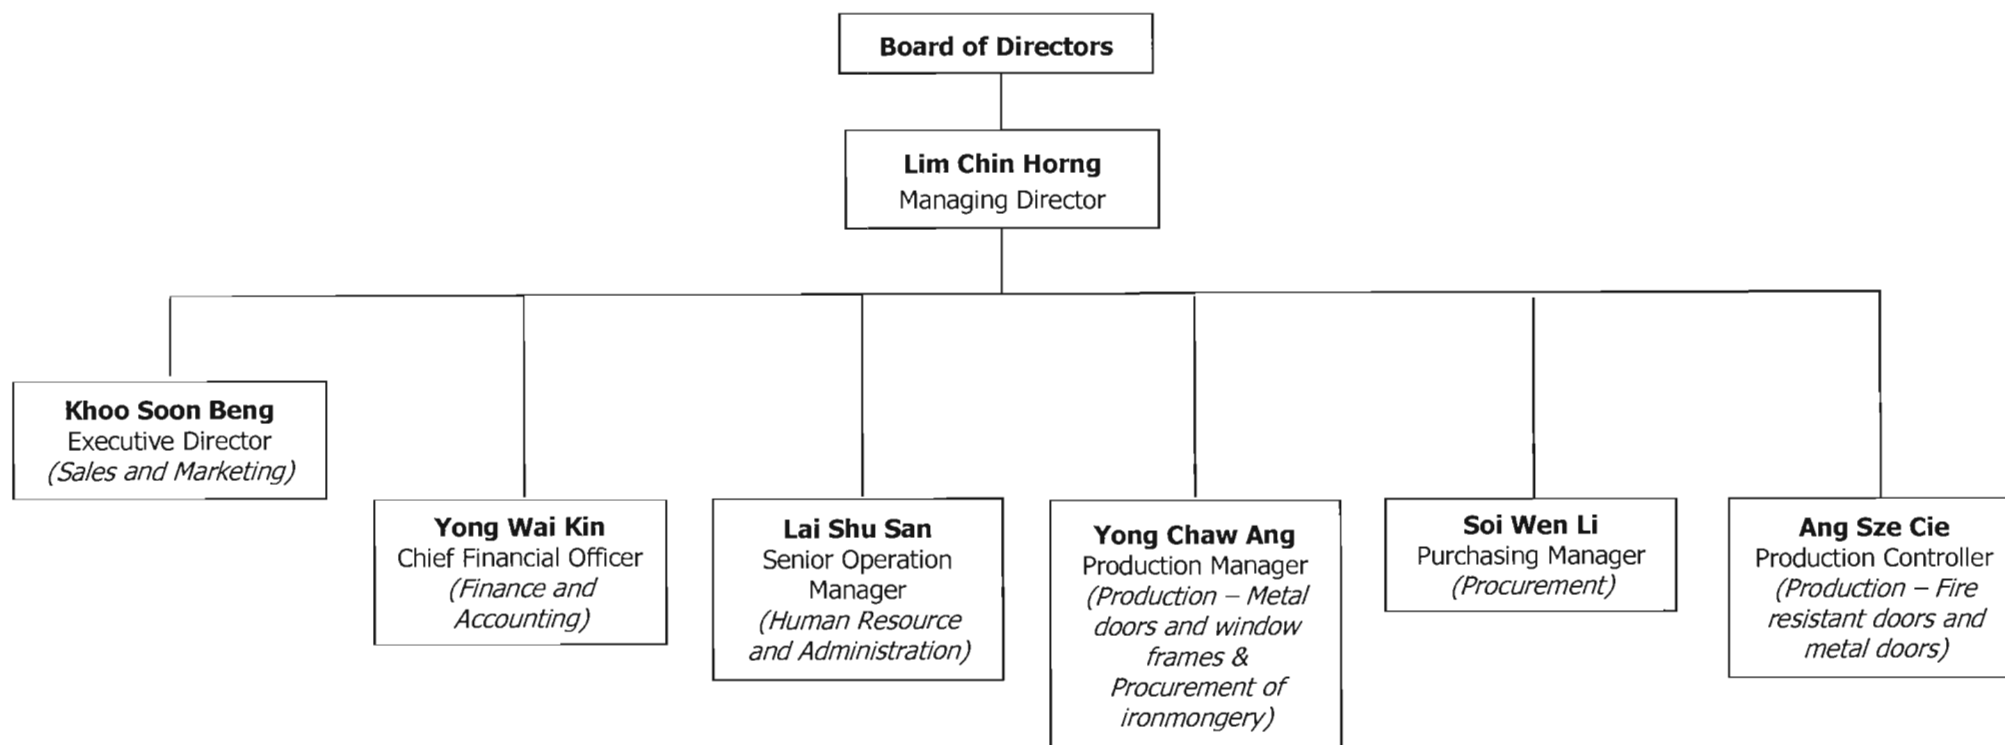 Board of Directors
Lim Chin Horng
Managing Director
Khoo Soon Beng
Executive Director
(Sales and Marketing)
Yong Wai Kin
Chief Financial Officer
(Finance and
Accounting)
Lai Shu San
Senior Operation
Manager
(Human Resource
and Administration)
Yong Chaw Ang
Production Manager
(Production – Metal
doors and window
frames &
Procurement of
ironmongery)
Soi Wen Li
Purchasing Manager
(Procurement)
Ang Sze Cie
Production Controller
(Production – Fire
resistant doors and
metal doors)